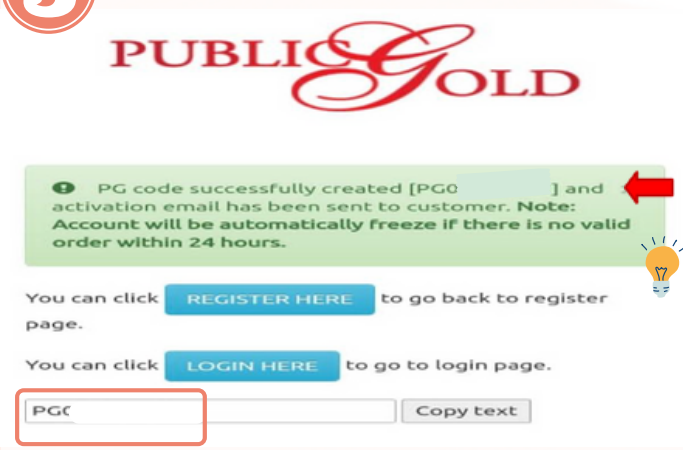 PUBLIC GOLD
PG code successfully created [PG0 ] and
activation email has been sent to customer. Note:
Account will be automatically freeze if there is no valid
order within 24 hours.
You can click REGISTER HERE to go back to register
page.
You can click LOGIN HERE to go to login page.
PG0
Copy text